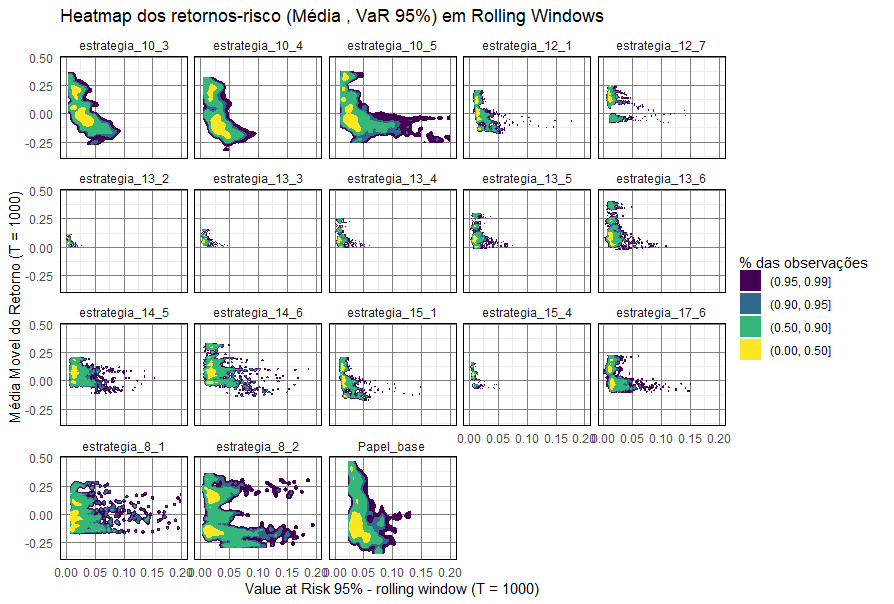 Heatmap dos retornos-risco (Média , VaR 95%) em Rolling Windows
estrategia_10_3 estrategia_10_4 estrategia_10_5 estrategia_12_1 estrategia_12_7
0.50
0.25
0.00
-0.25
estrategia_13_2 estrategia_13_3 estrategia_13_4 estrategia_13_5 estrategia_13_6
0.50
0.25
0.00
-0.25
estrategia_14_5 estrategia_14_6 estrategia_15_1 estrategia_15_4 estrategia_17_6
0.50
0.25
0.00
-0.25
0.00 0.05 0.10 0.15 0.20 0.00 0.05 0.10 0.15 0.20
estrategia_8_1 estrategia_8_2 Papel_base
0.50
0.25
0.00
-0.25
0.00 0.05 0.10 0.15 0.20 0.00 0.05 0.10 0.15 0.20 0.00 0.05 0.10 0.15 0.20
Value at Risk 95% - rolling window (T = 1000)
Média Movel do Retorno (T = 1000)
% das observações
(0.95, 0.99]
(0.90, 0.95]
(0.50, 0.90]
(0.00, 0.50]